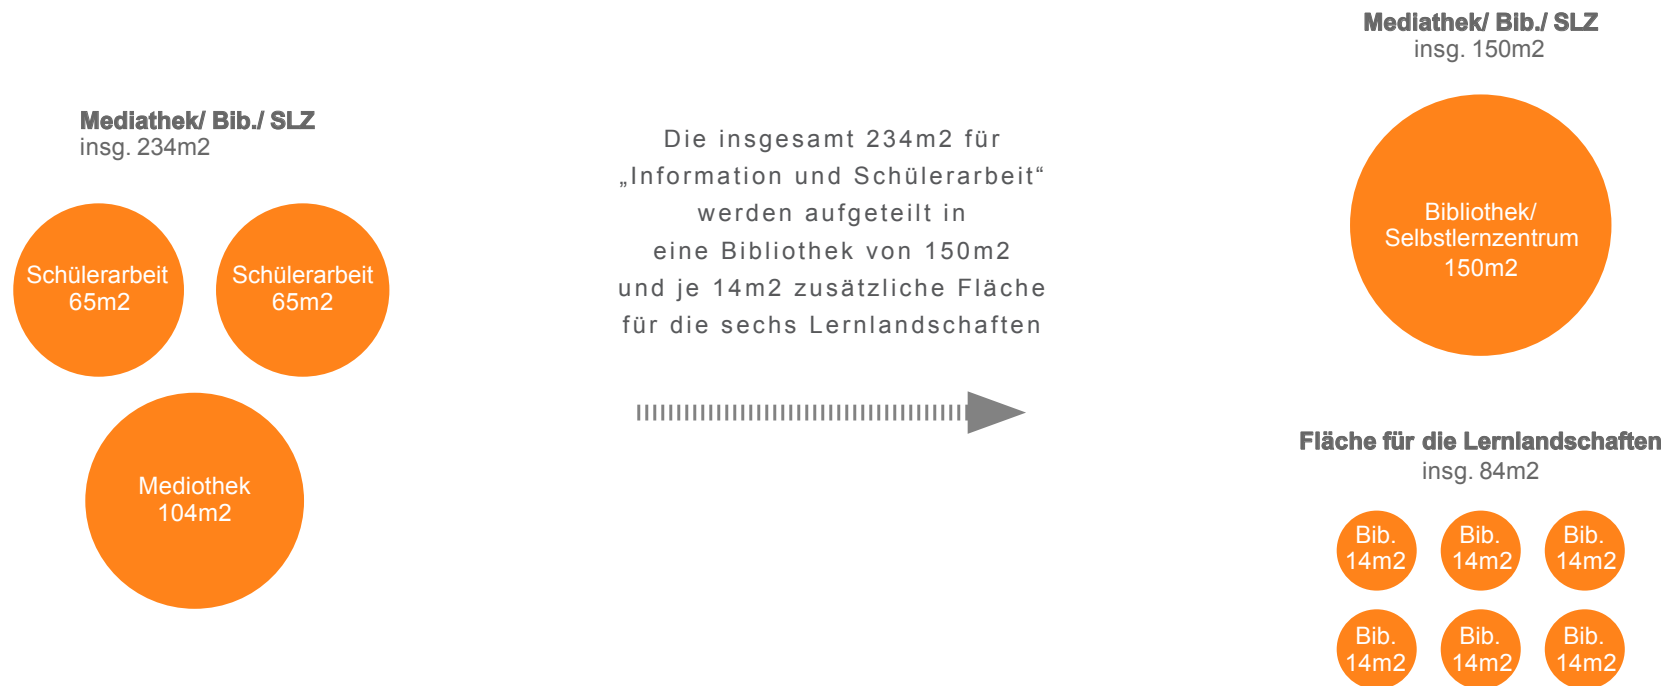 Mediathek/ Bib./ SLZ
insg. 234m2
Schülerarbeit
65m2
Schülerarbeit
65m2
Mediothek
104m2
Die insgesamt 234m2 für
„Information und Schülerarbeit“
werden aufgeteilt in
eine Bibliothek von 150m2
und je 14m2 zusätzliche Fläche
für die sechs Lernlandschaften
Mediathek/ Bib./ SLZ
insg. 150m2
Bibliothek/
Selbstlernzentrum
150m2
Fläche für die Lernlandschaften
insg. 84m2
Bib.
14m2
Bib.
14m2
Bib.
14m2
Bib.
14m2
Bib.
14m2
Bib.
14m2